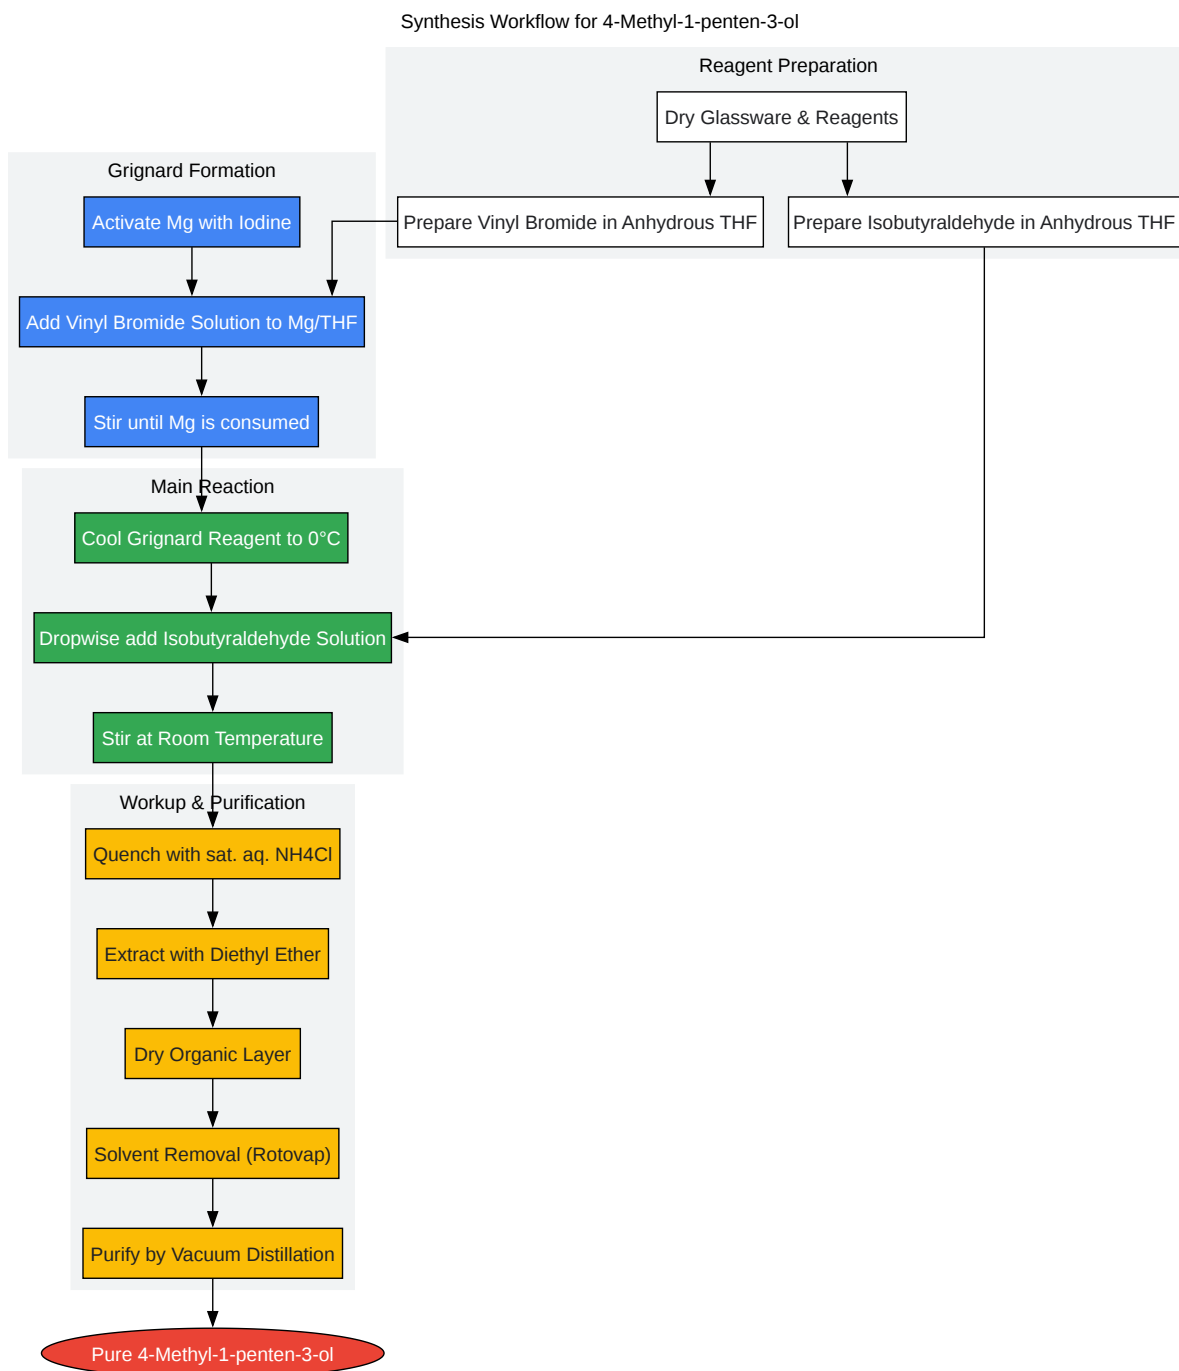 Synthesis Workflow for 4-Methyl-1-penten-3-ol
Reagent Preparation
Dry Glassware & Reagents
Prepare Vinyl Bromide in Anhydrous THF
Prepare Isobutyraldehyde in Anhydrous THF
Grignard Formation
Activate Mg with Iodine
Add Vinyl Bromide Solution to Mg/THF
Stir until Mg is consumed
Main Reaction
Cool Grignard Reagent to 0°C
Dropwise add Isobutyraldehyde Solution
Stir at Room Temperature
Workup & Purification
Quench with sat. aq. NH4Cl
Extract with Diethyl Ether
Dry Organic Layer
Solvent Removal (Rotovap)
Purify by Vacuum Distillation
Pure 4-Methyl-1-penten-3-ol